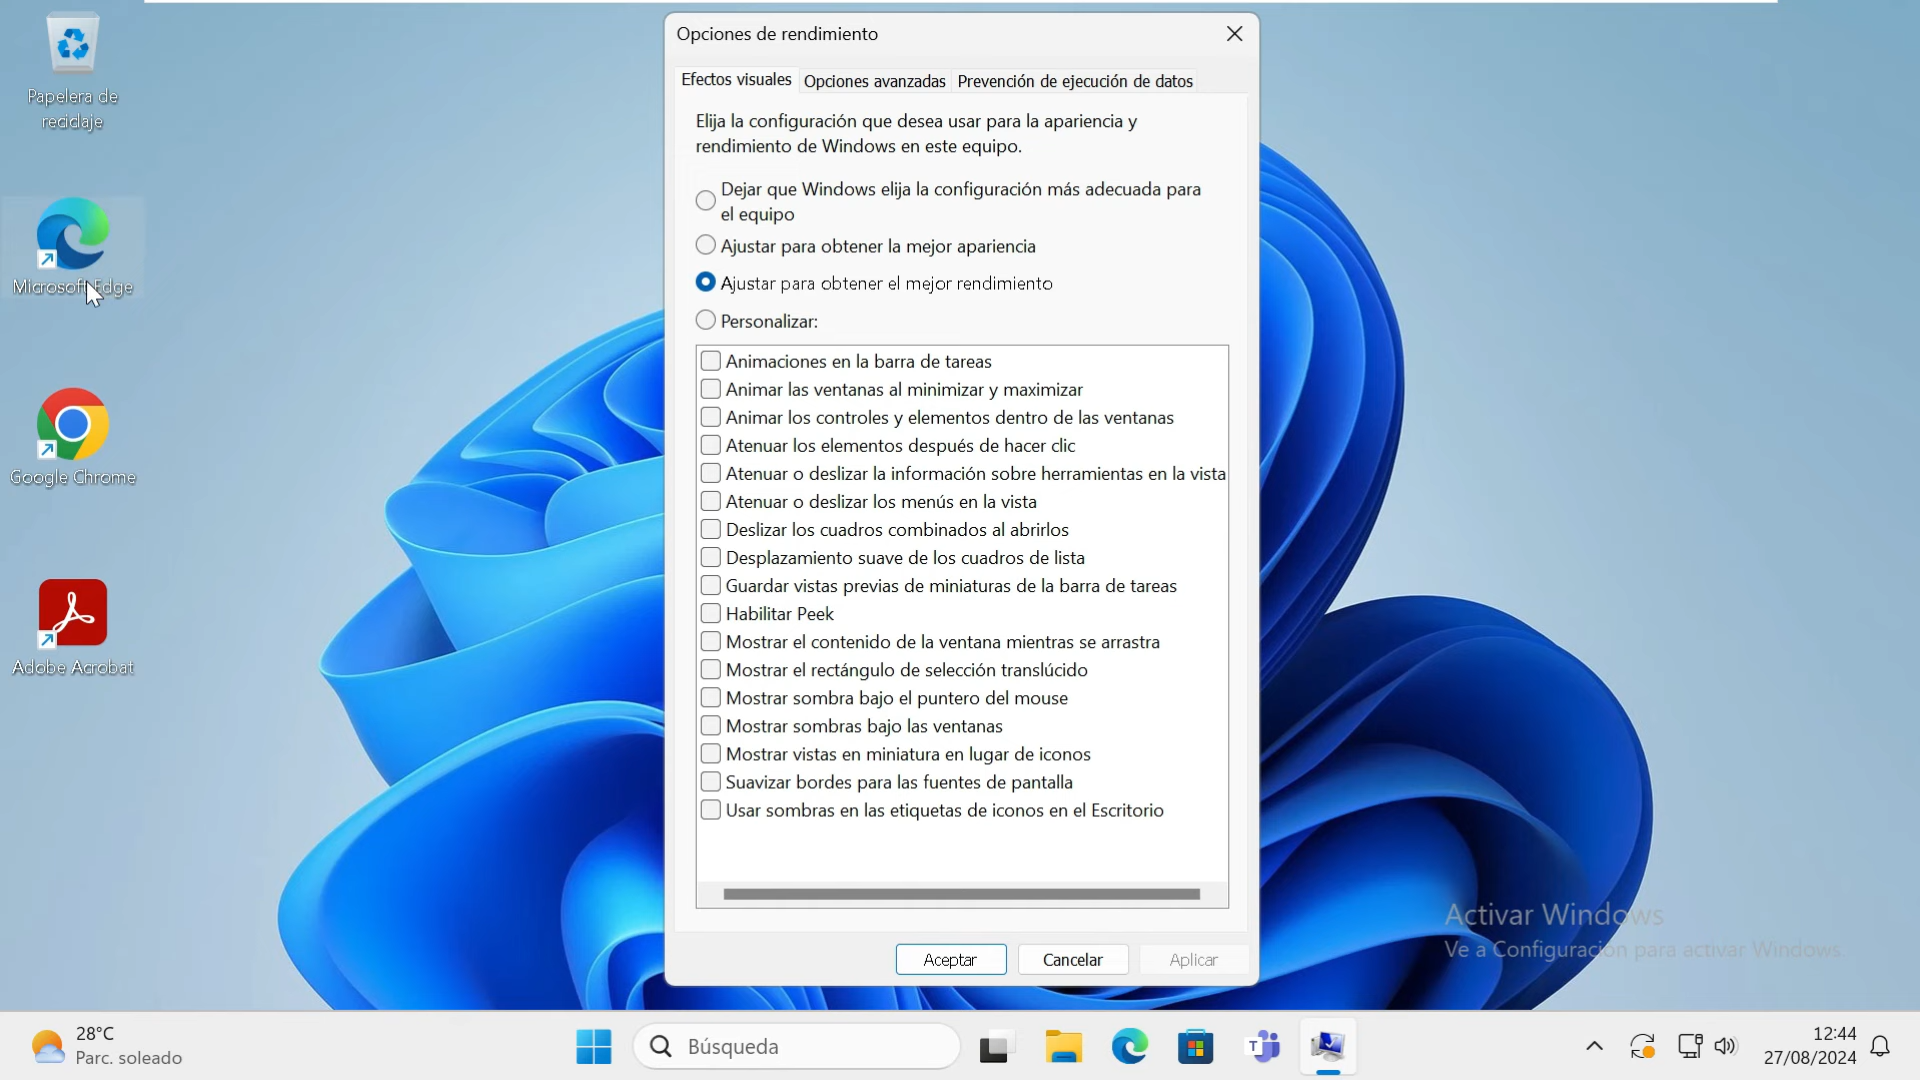 Papelera de
reciclaje
Microsoft Edge
Google Chrome
Adobe Acrobat
Opciones de rendimiento
Efectos visuales
Opciones avanzadas
Prevención de ejecución de datos
Elija la configuración que desea usar para la apariencia y
rendimiento de Windows en este equipo.
Dejar que Windows elija la configuración más adecuada para
el equipo
Ajustar para obtener la mejor apariencia
Ajustar para obtener el mejor rendimiento
Personalizar:
Animaciones en la barra de tareas
Animar las ventanas al minimizar y maximizar
Animar los controles y elementos dentro de las ventanas
Atenuar los elementos después de hacer clic
Atenuar o deslizar la información sobre herramientas en la vista
Atenuar o deslizar los menús en la vista
Deslizar los cuadros combinados al abrirlos
Desplazamiento suave de los cuadros de lista
Guardar vistas previas de miniaturas de la barra de tareas
Habilitar Peek
Mostrar el contenido de la ventana mientras se arrastra
Mostrar el rectángulo de selección translúcido
Mostrar sombra bajo el puntero del mouse
Mostrar sombras bajo las ventanas
Mostrar vistas en miniatura en lugar de iconos
Suavizar bordes para las fuentes de pantalla
Usar sombras en las etiquetas de iconos en el Escritorio
Aceptar
Cancelar
Aplicar
Activar Windows
Ve a Configuración para activar Windows.
28°C
Parc. soleado
Búsqueda
12:44
27/08/2024